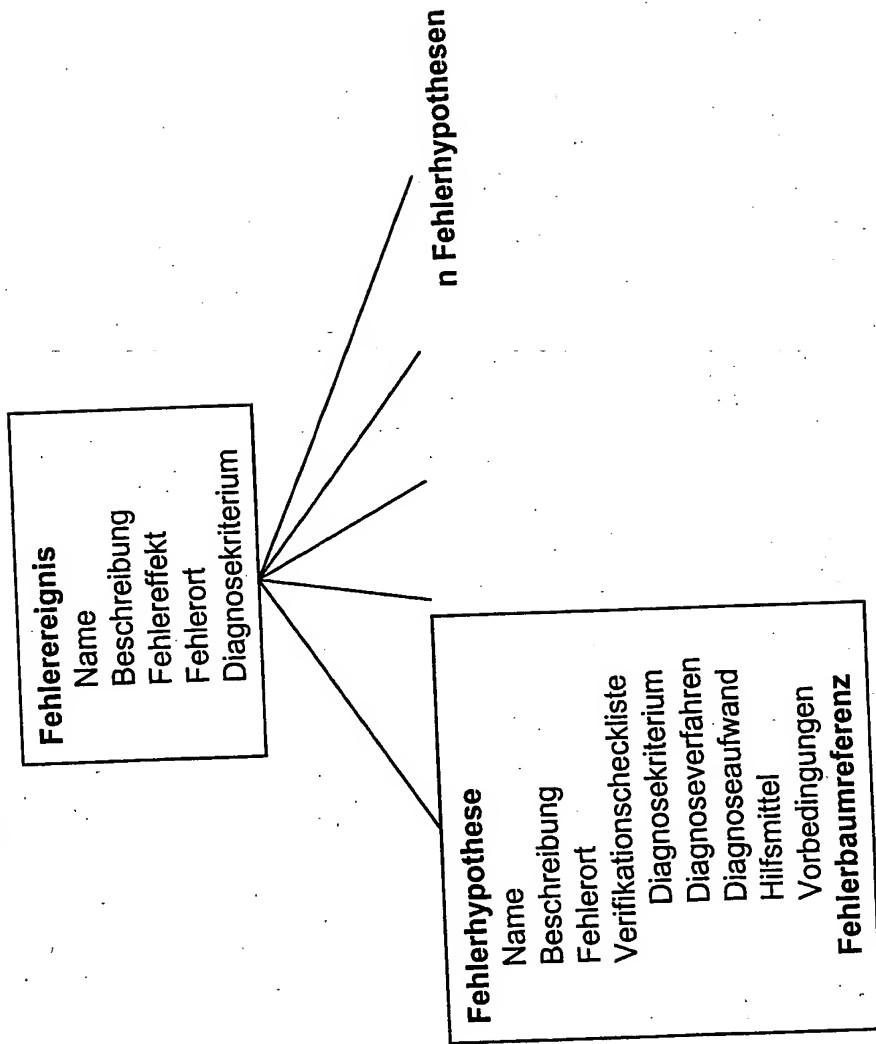 Fehlerereignis
Name
Beschreibung
Fehlereffekt
Fehlerort
Diagnosekriterium
n Fehlerhypothesen
Fehlerhypothese
Name
Beschreibung
Fehlerort
Verifikationscheckliste
Diagnosekriterium
Diagnoseverfahren
Diagnoseaufwand
Hilfsmittel
Vorbedingungen
Fehlerbaumreferenz